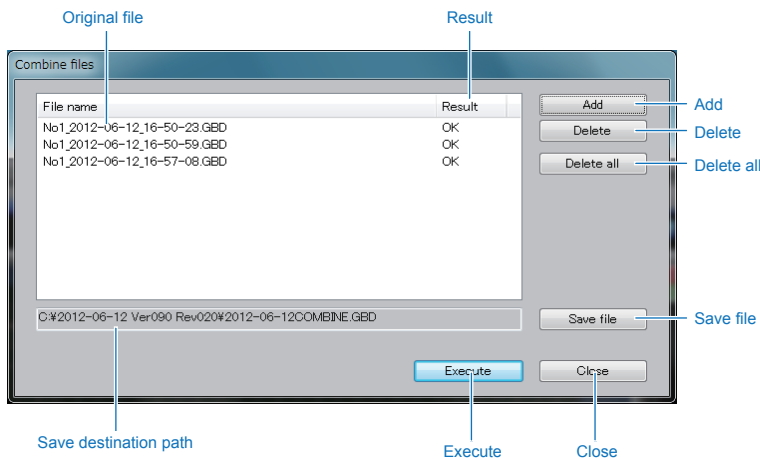 Original file
Result
Combine files
File name Result
No1_2012-06-12_16-50-23.GBD OK
No1_2012-06-12_16-50-59.GBD OK
No1_2012-06-12_16-57-08.GBD OK
Add Add
Delete Delete
Delete all Delete all
C:¥2012-06-12 Ver090 Rev020¥2012-06-12COMBINE.GBD
Save file Save file
Execute Close
Save destination path
Execute
Close